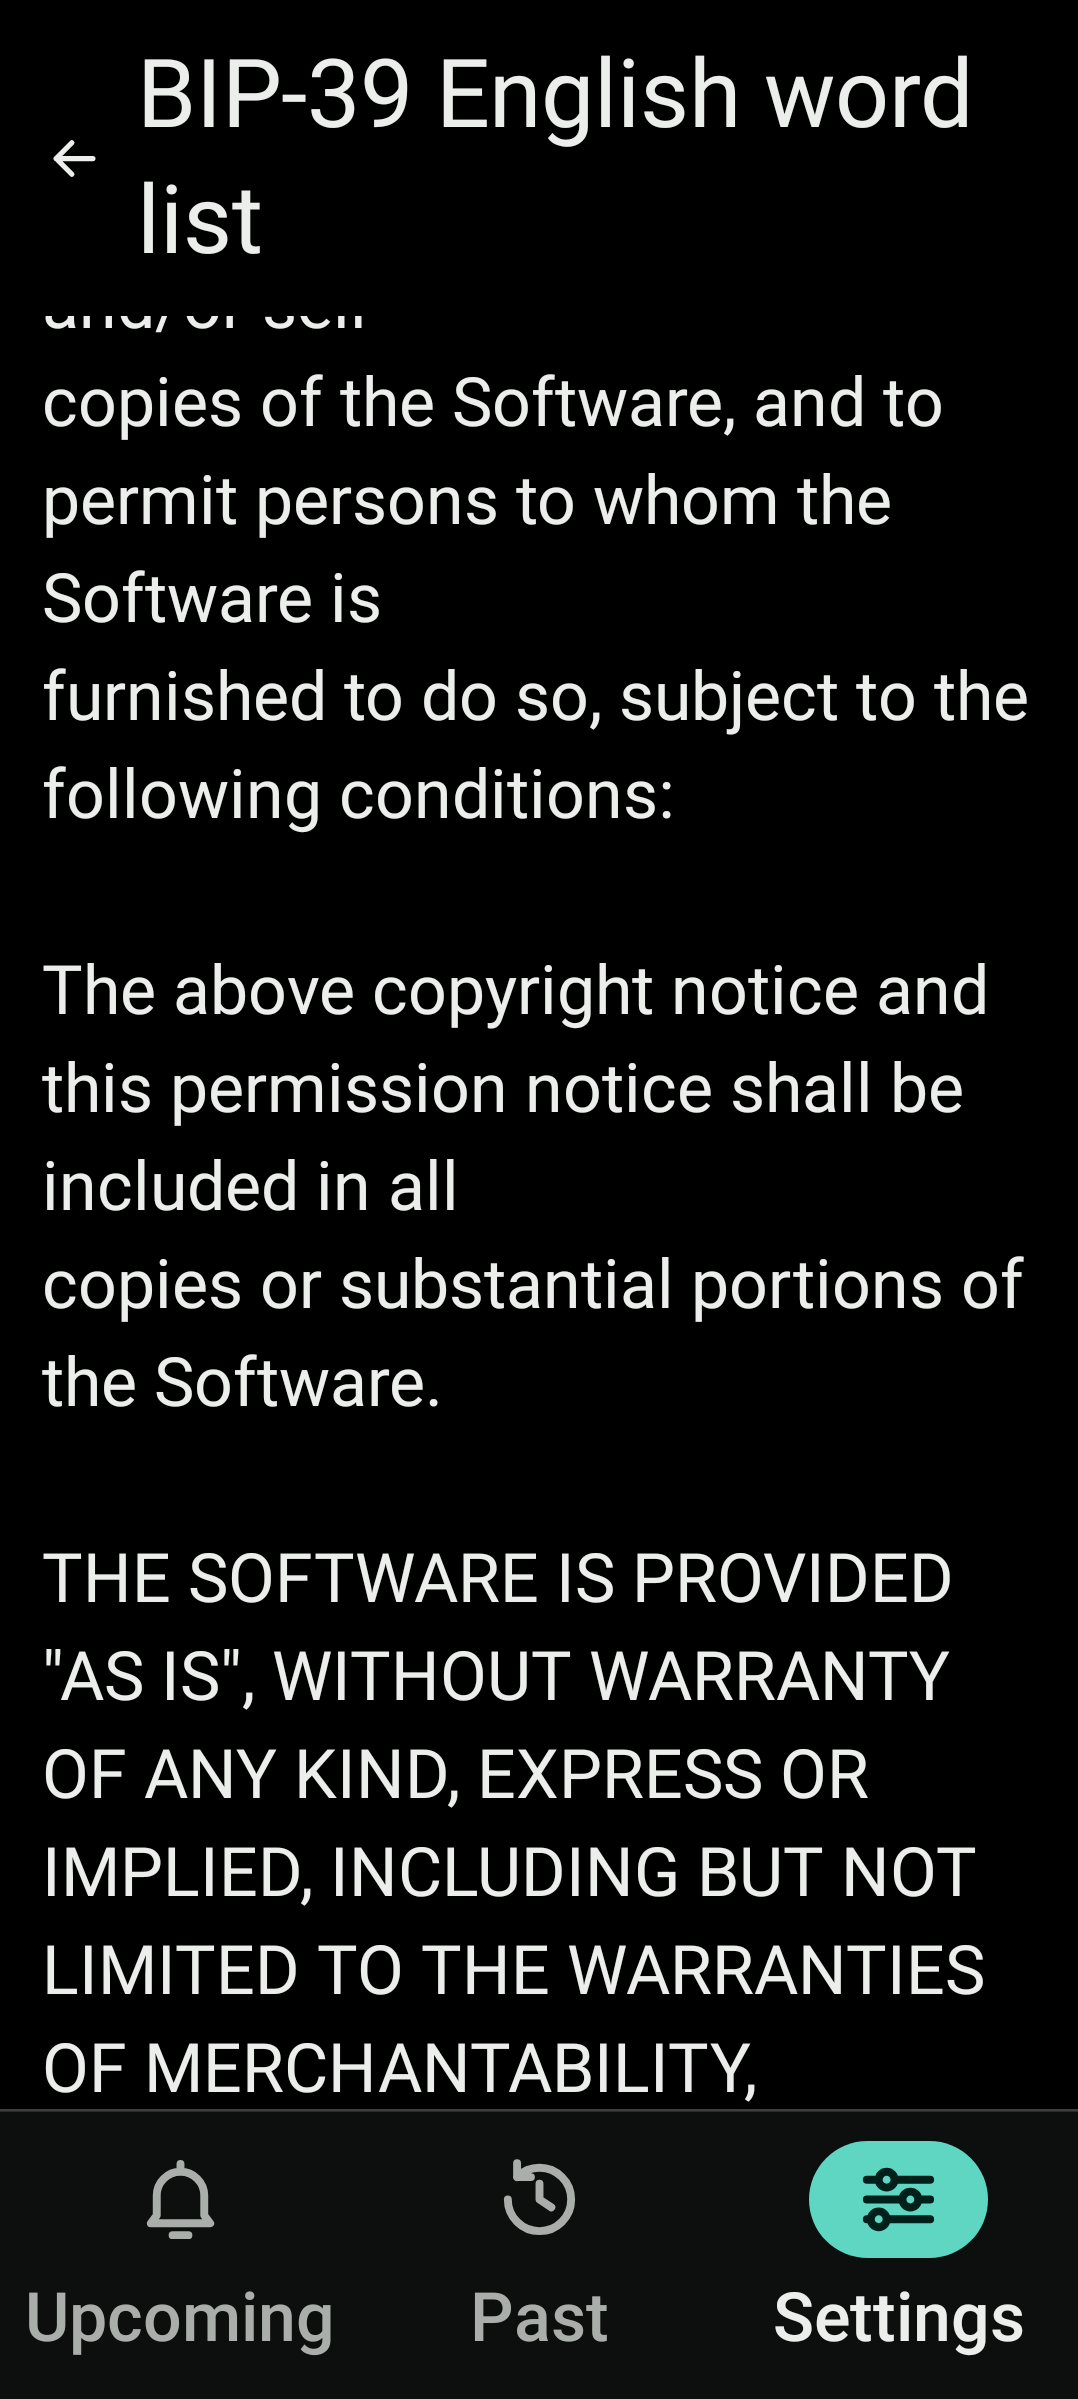 BIP-39 English word
list
and/or sell
copies of the Software, and to
permit persons to whom the
Software is
furnished to do so, subject to the
following conditions:
The above copyright notice and
this permission notice shall be
included in all
copies or substantial portions of
the Software.
THE SOFTWARE IS PROVIDED
"AS IS", WITHOUT WARRANTY
OF ANY KIND, EXPRESS OR
IMPLIED, INCLUDING BUT NOT
LIMITED TO THE WARRANTIES
OF MERCHANTABILITY,
Upcoming
Past
Settings